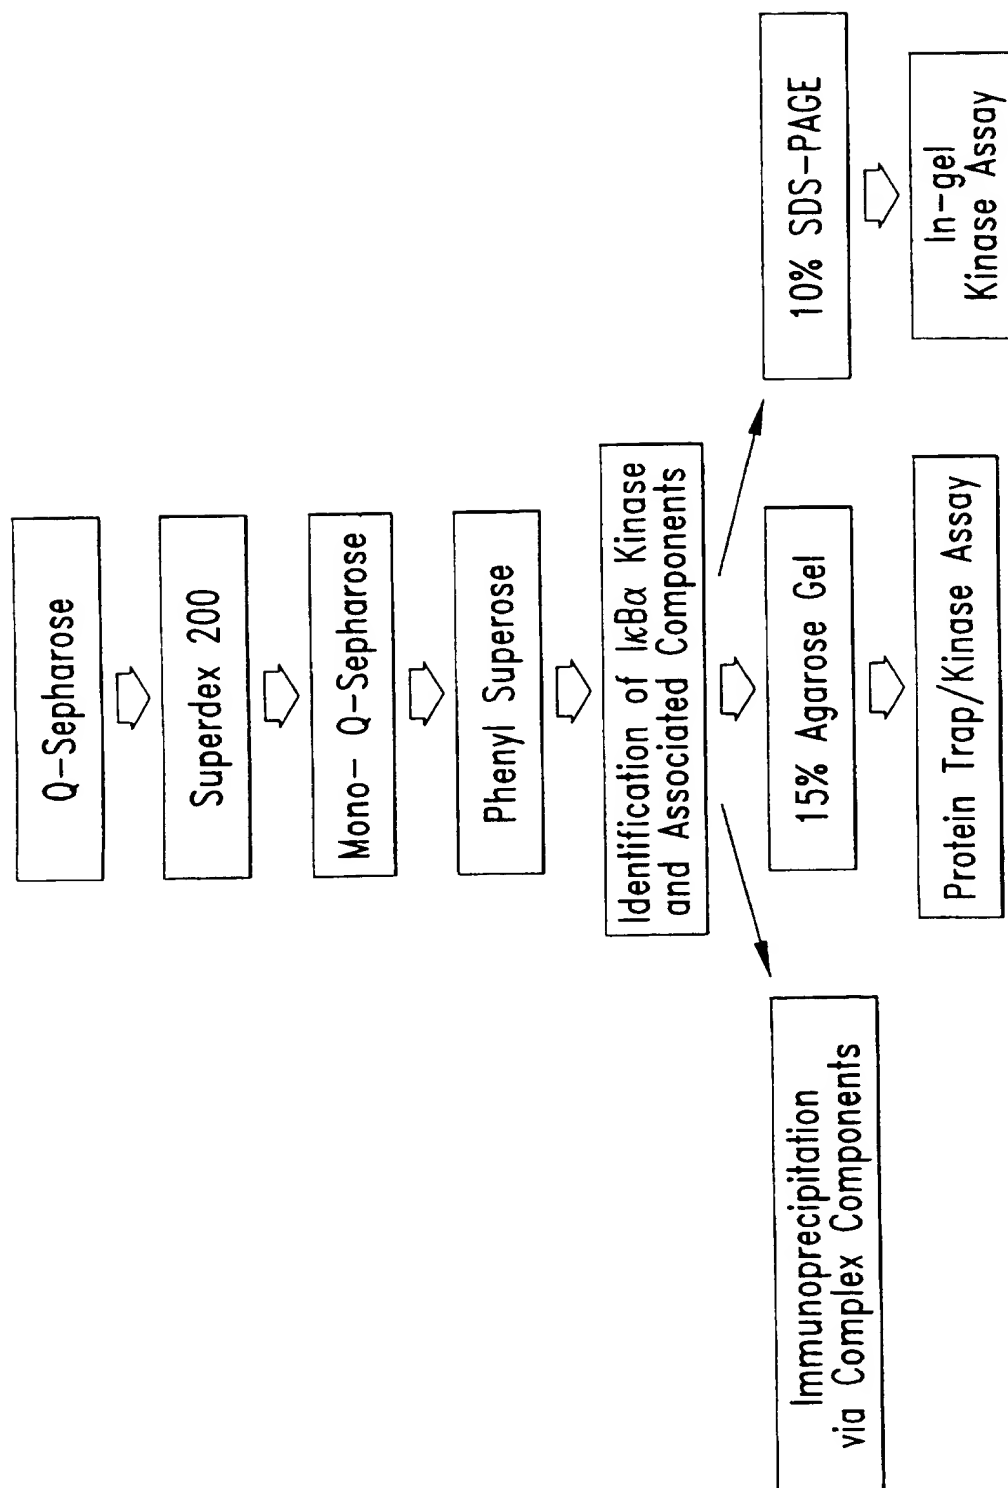 Q-Sepharose
Superdex 200
Mono- Q-Sepharose
Phenyl Superose
Identification of IκBα Kinase
and Associated Components
Immunoprecipitation
via Complex Components
15% Agarose Gel
Protein Trap/Kinase Assay
10% SDS-PAGE
In-gel
Kinase Assay